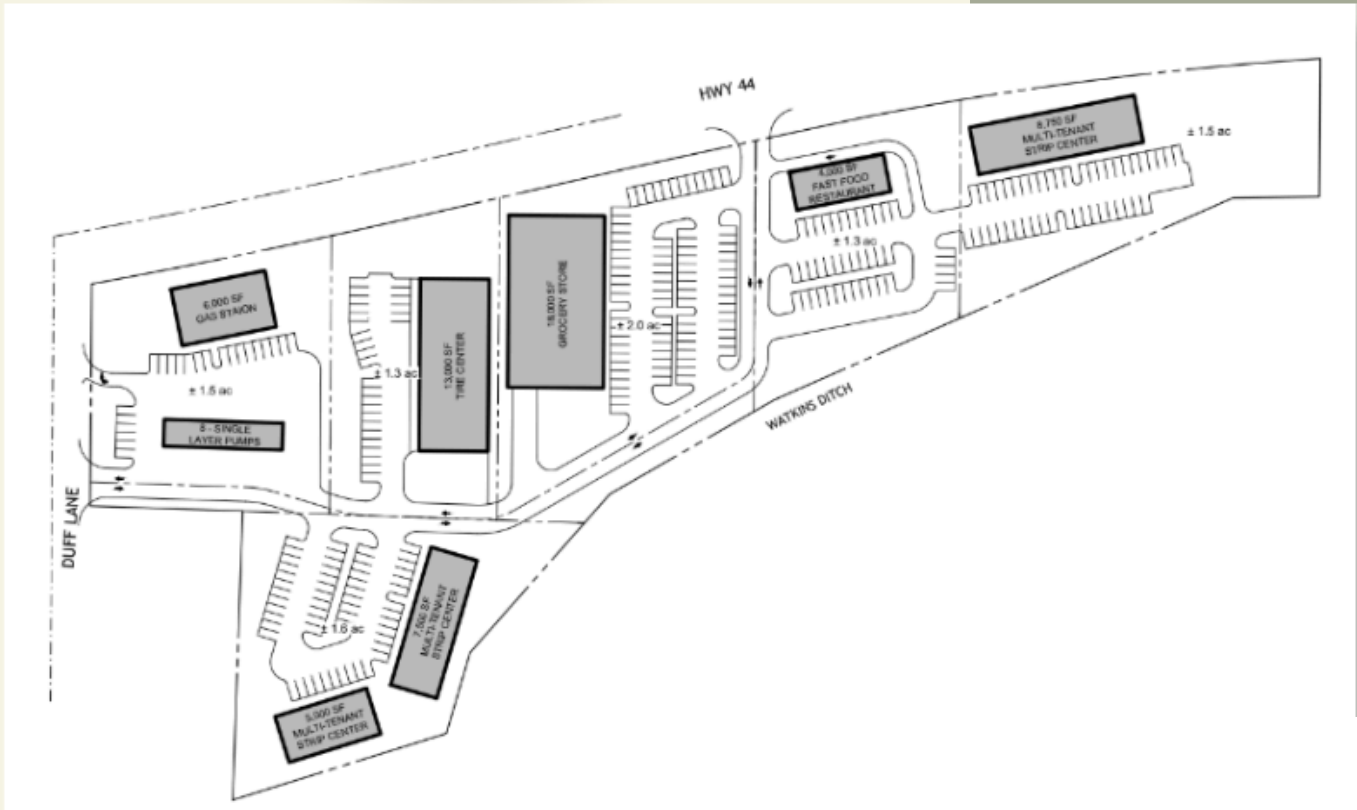 HWY 44
8,750 SF
MULTI-TENANT
STRIP CENTER
± 1.5 ac
4,000 SF
FAST FOOD
RESTAURANT
± 1.3 ac
6,000 SF
GAS STAION
13,000 SF
TIRE CENTER
± 1.3 ac
18,000 SF
GROCERY STORE
± 2.0 ac
± 1.5 ac
8 - SINGLE
LAYER PUMPS
WATKINS DITCH
DUFF LANE
7,500 SF
MULTI-TENANT
STRIP CENTER
± 1.6 ac
5,000 SF
MULTI-TENANT
STRIP CENTER